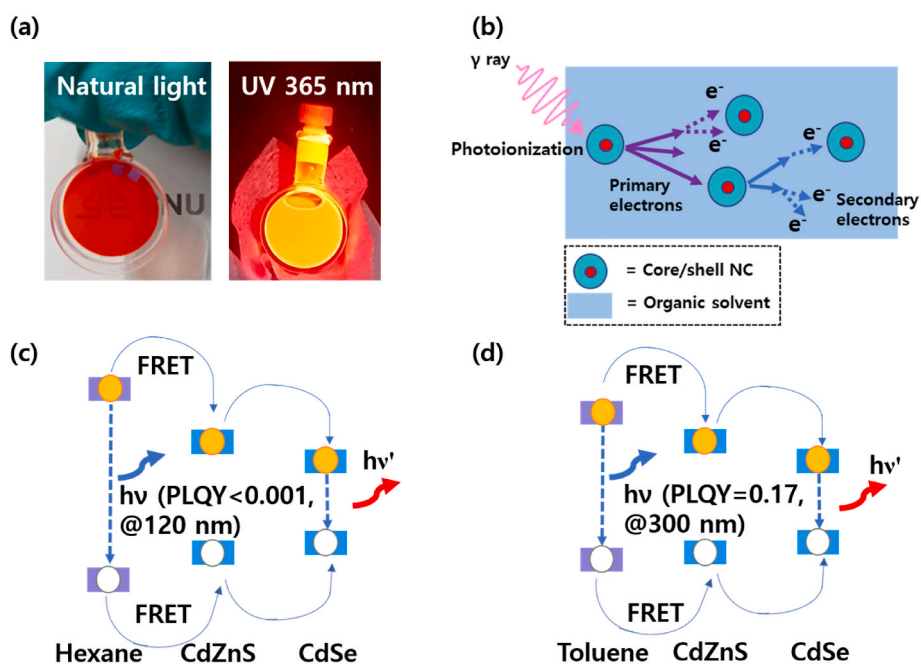 (a)
Natural light
UV 365 nm
SNU
(b)
γ ray
Photoionization
e⁻
e⁻
e⁻
Primary
electrons
e⁻
e⁻
Secondary
electrons
= Core/shell NC
= Organic solvent
(c)
FRET
hν (PLQY<0.001,
@120 nm)
hν'
FRET
Hexane
CdZnS
CdSe
(d)
FRET
hν (PLQY=0.17,
@300 nm)
hν'
FRET
Toluene
CdZnS
CdSe